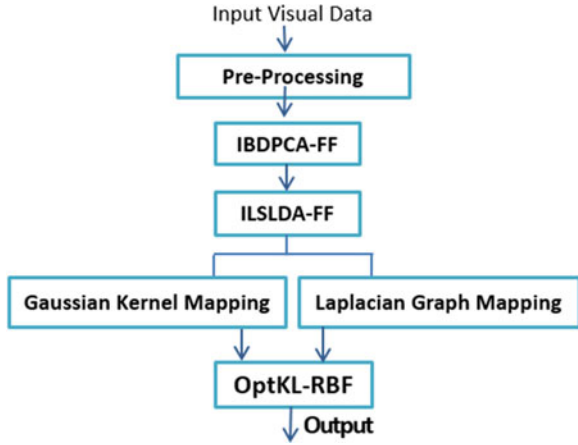 Input Visual Data
Pre-Processing
IBDPCA-FF
ILSLDA-FF
Gaussian Kernel Mapping
Laplacian Graph Mapping
OptKL-RBF
Output